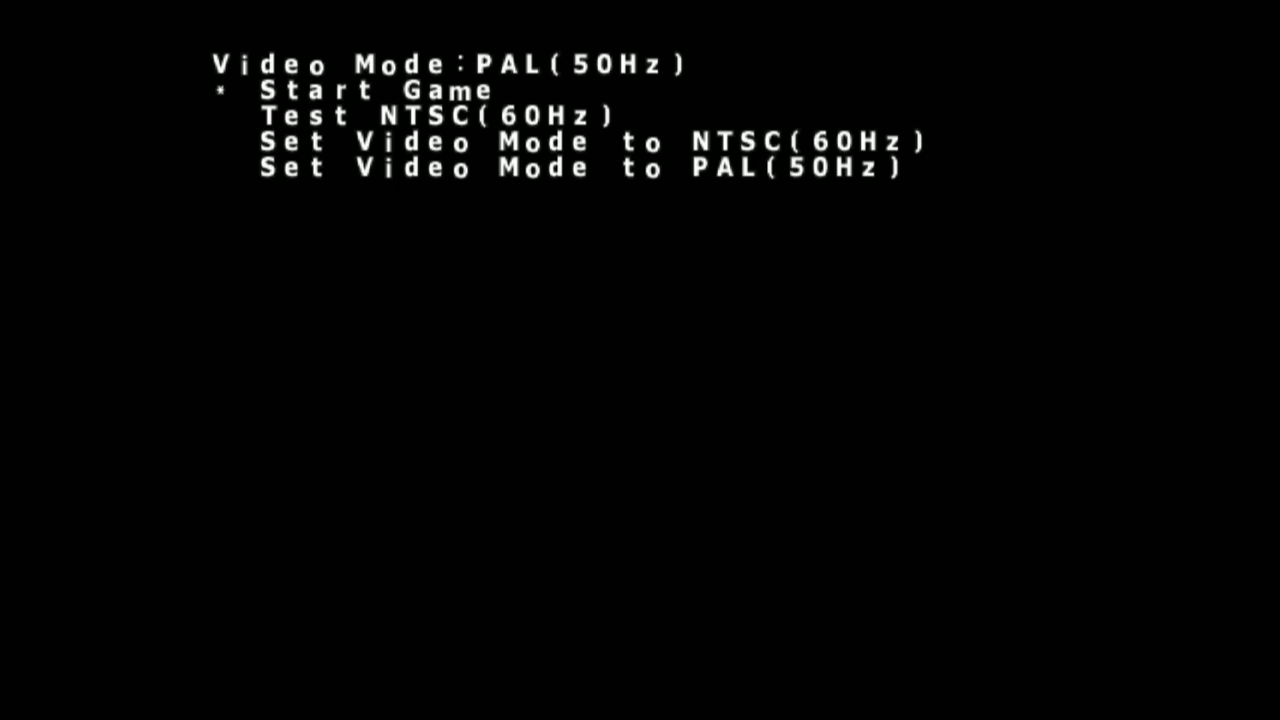 Video Mode:PAL(50Hz)
* Start Game
Test NTSC(60Hz)
Set Video Mode to NTSC(60Hz)
Set Video Mode to PAL(50Hz)